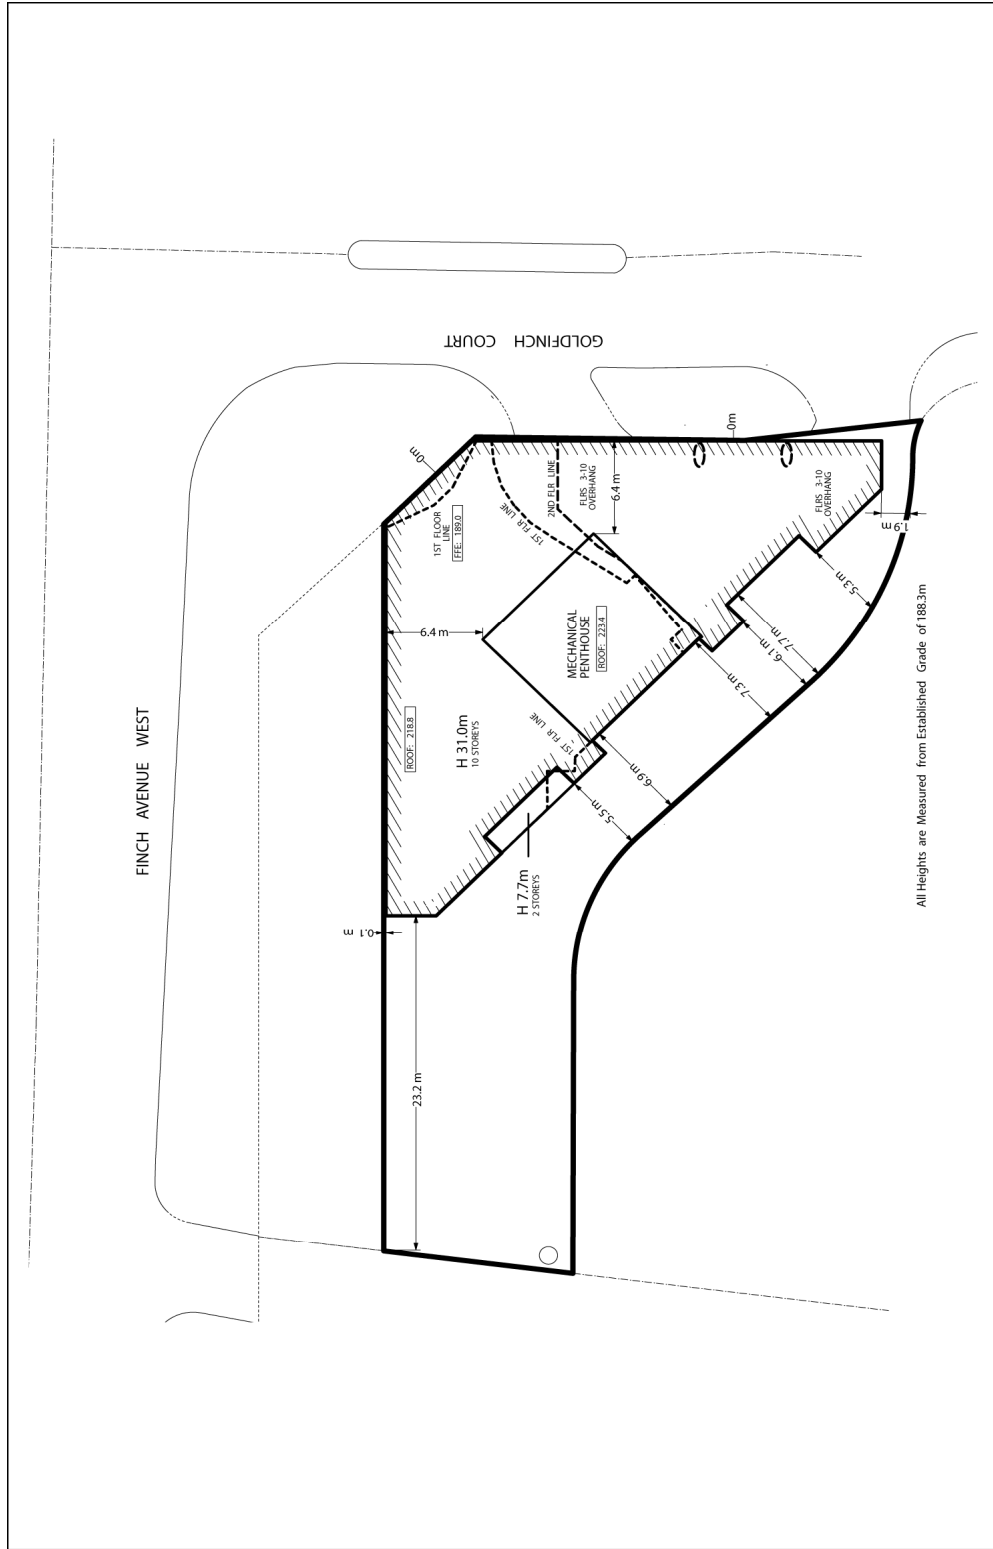 FINCH AVENUE WEST
GOLDFINCH COURT
0m
0m
1ST FLOOR
LINE
FFE: 189.0
1ST FLR LINE
2ND FLR LINE
FLRS 3-10
OVERHANG
6.4 m
FLRS 3-10
OVERHANG
1.9 m
6.4 m
MECHANICAL
PENTHOUSE
ROOF: 223.4
5.3 m
7.7 m
6.1 m
7.3 m
ROOF: 218.8
H 31.0m
10 STOREYS
1ST FLR LINE
6.9 m
5.5 m
H 7.7m
2 STOREYS
0.1 m
23.2 m
All Heights are Measured from Established Grade of 188.3m